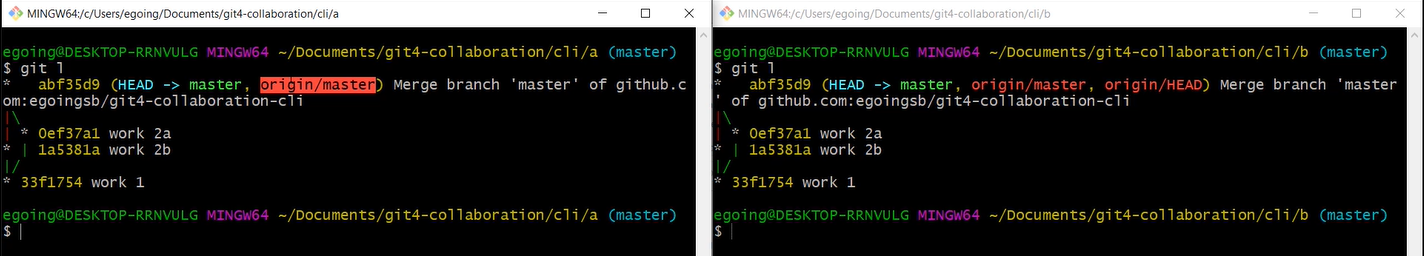 MINGW64:/c/Users/egoing/Documents/git4-collaboration/cli/a
egoing@DESKTOP-RRNVULG MINGW64 ~/Documents/git4-collaboration/cli/a (master)
$ git l
*   abf35d9 (HEAD -> master, origin/master) Merge branch 'master' of github.c
om:egoingsb/git4-collaboration-cli
|\
| * 0ef37a1 work 2a
* | 1a5381a work 2b
|/
* 33f1754 work 1
egoing@DESKTOP-RRNVULG MINGW64 ~/Documents/git4-collaboration/cli/a (master)
$
MINGW64:/c/Users/egoing/Documents/git4-collaboration/cli/b
egoing@DESKTOP-RRNVULG MINGW64 ~/Documents/git4-collaboration/cli/b (master)
$ git l
*   abf35d9 (HEAD -> master, origin/master, origin/HEAD) Merge branch 'master
' of github.com:egoingsb/git4-collaboration-cli
|\
| * 0ef37a1 work 2a
* | 1a5381a work 2b
|/
* 33f1754 work 1
egoing@DESKTOP-RRNVULG MINGW64 ~/Documents/git4-collaboration/cli/b (master)
$